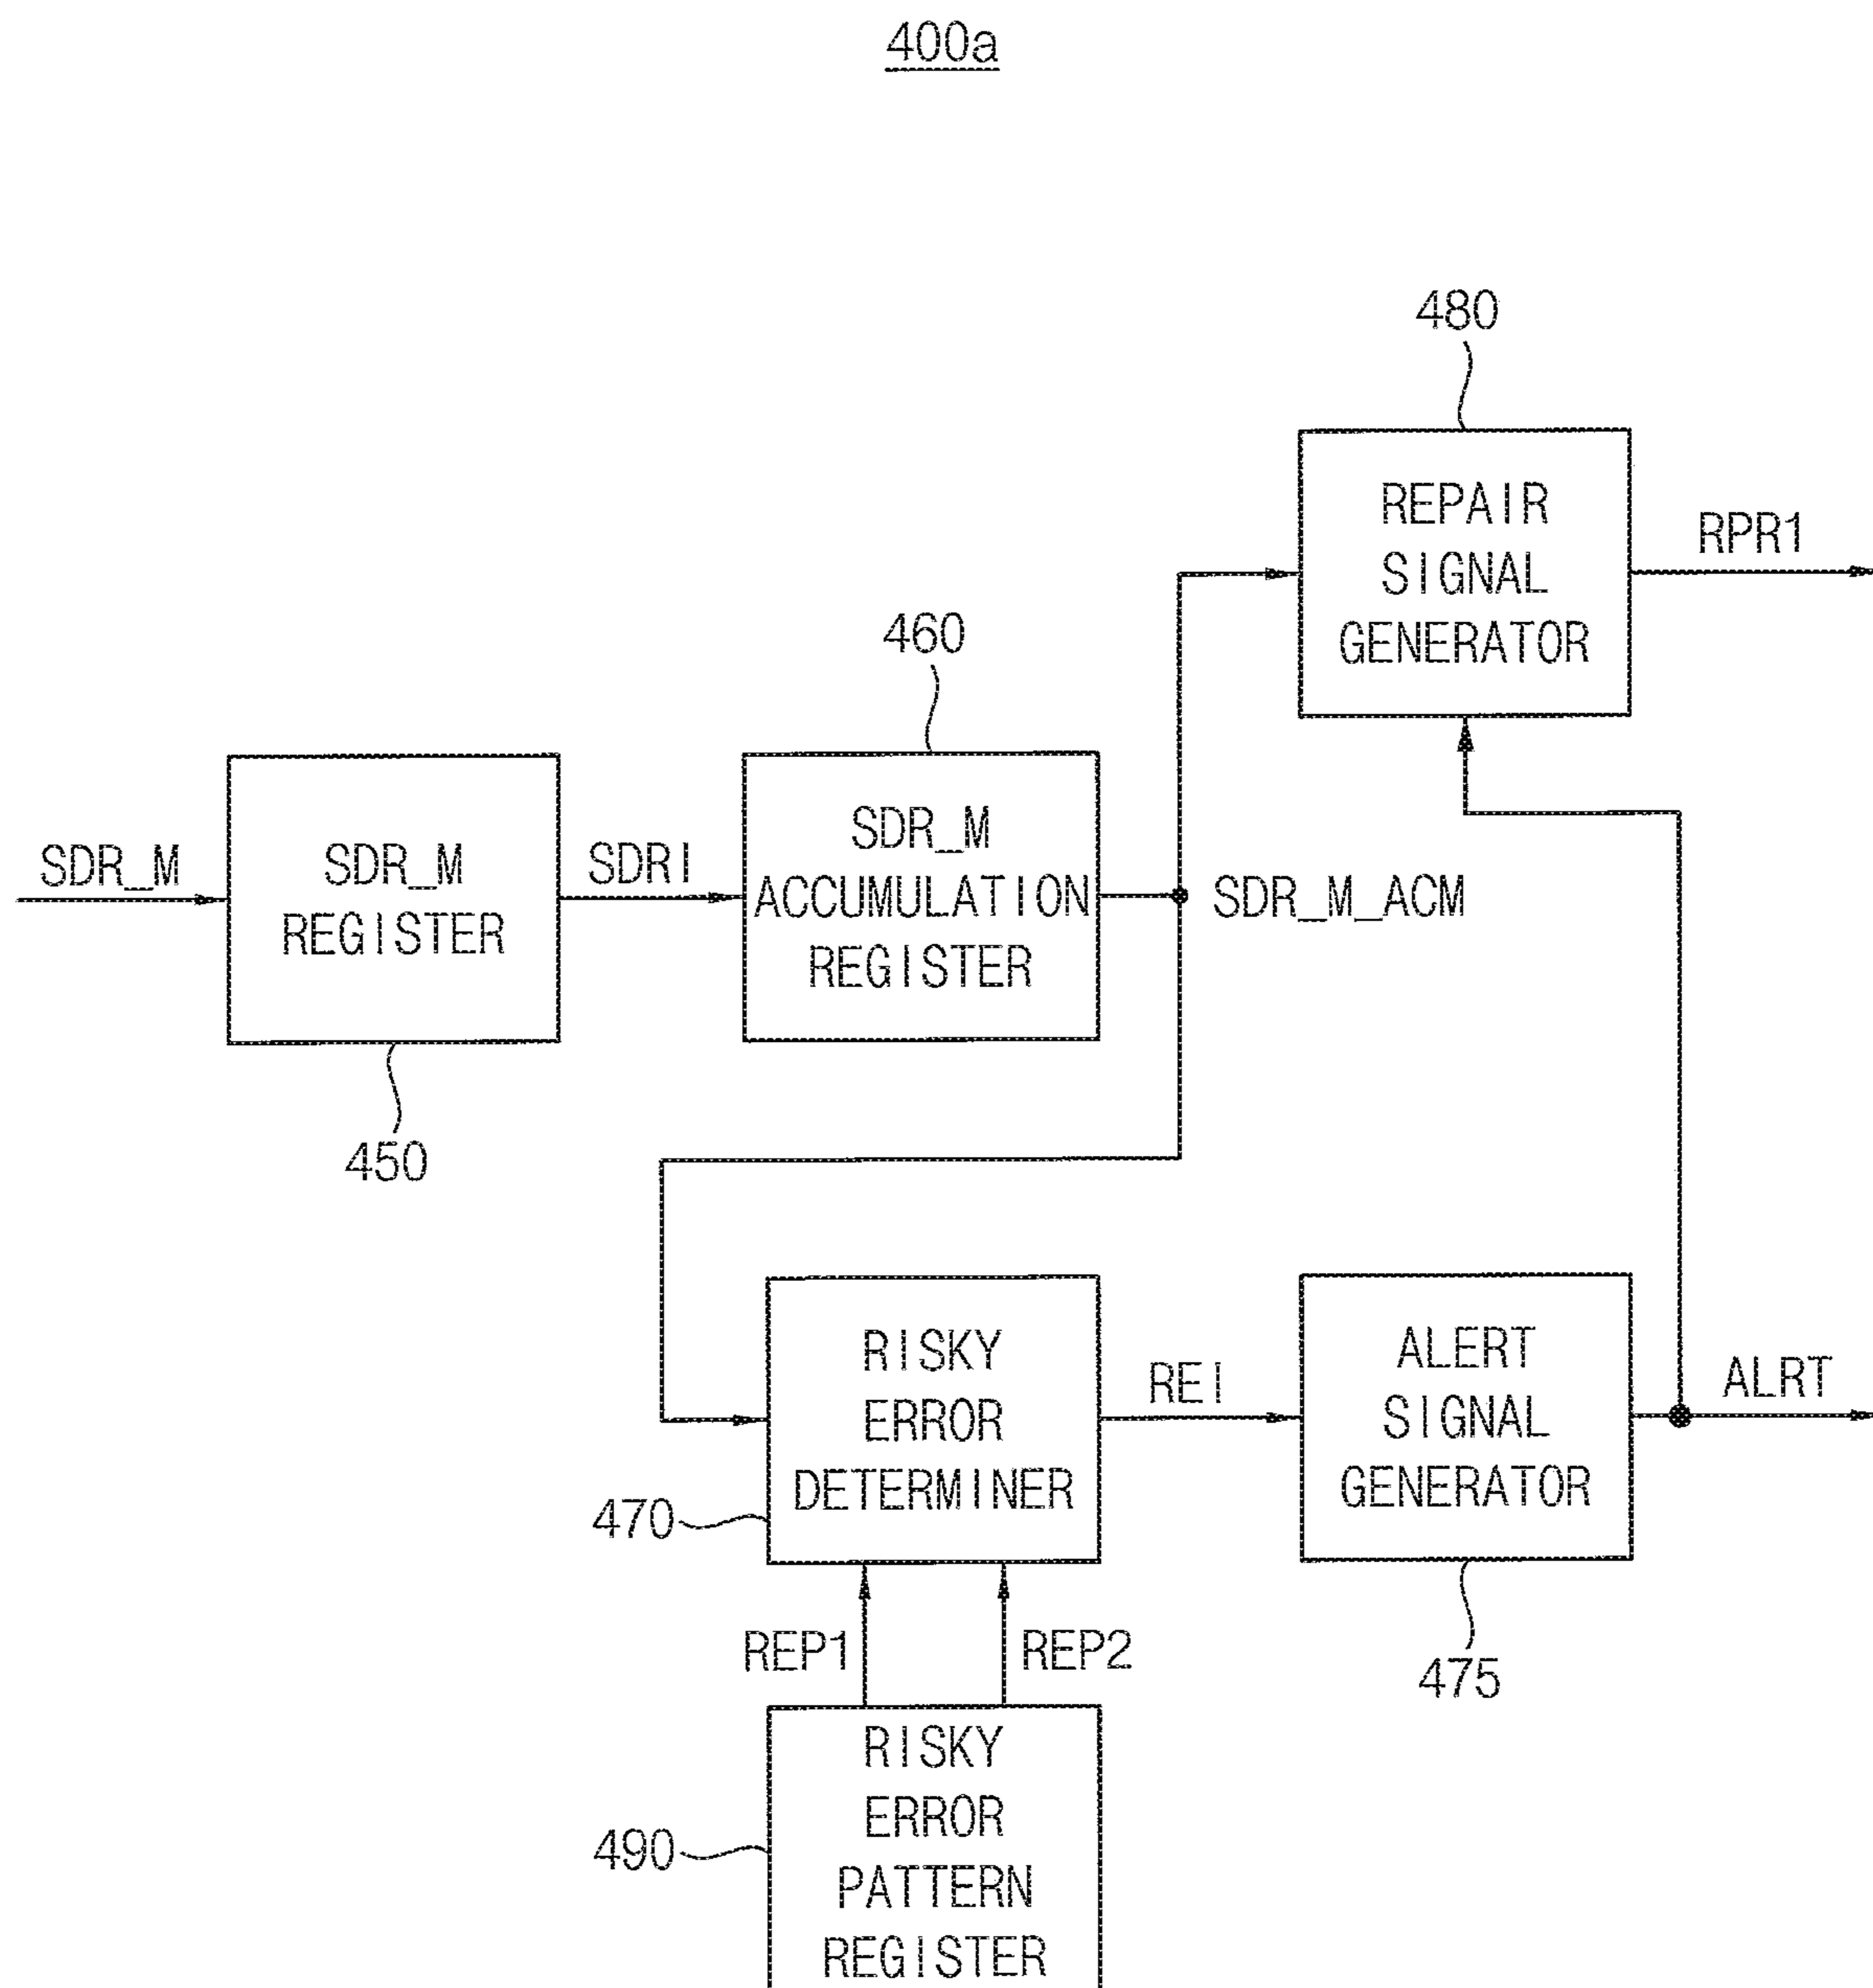 400a
480
REPAIR
SIGNAL
GENERATOR
RPR1
460
SDR_M
SDR_M
REGISTER
SDRI
SDR_M
ACCUMULATION
REGISTER
SDR_M_ACM
450
RISKY
ERROR
DETERMINER
470
REI
ALERT
SIGNAL
GENERATOR
ALRT
475
REP1
REP2
RISKY
ERROR
PATTERN
REGISTER
490